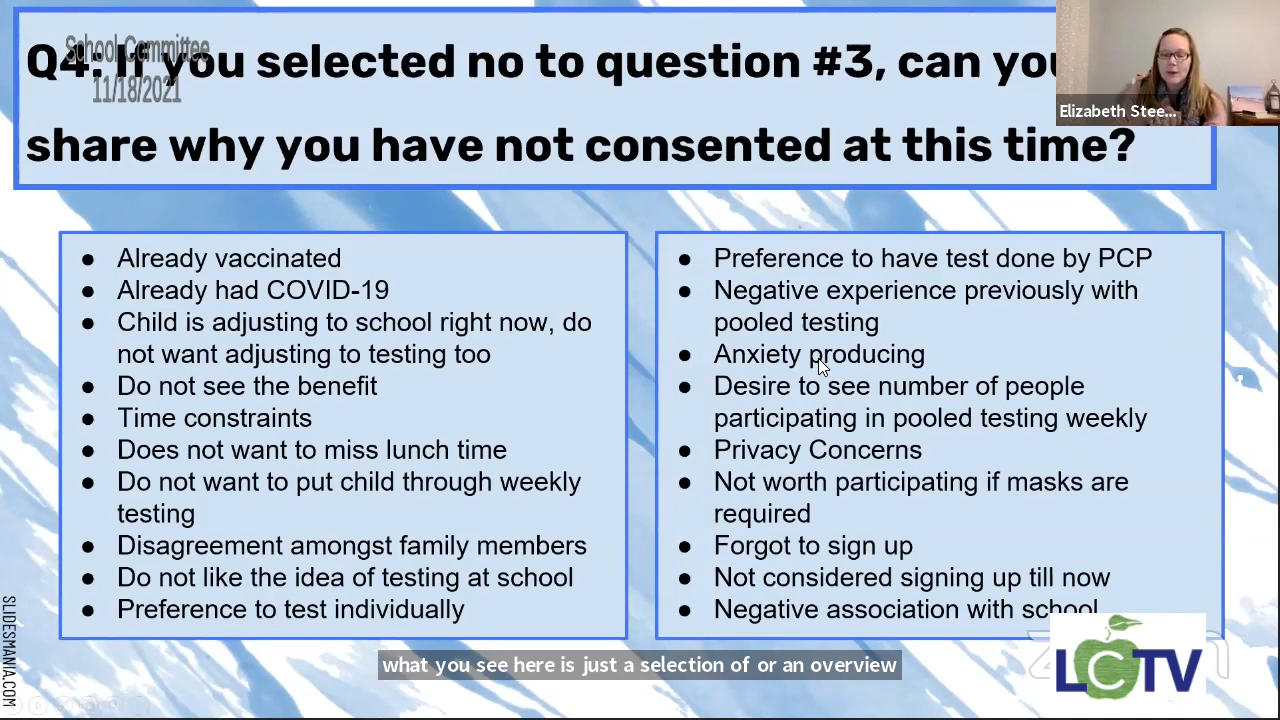 School Committee
11/18/2021
Q4: If you selected no to question #3, can you
share why you have not consented at this time?
Elizabeth Stee...
● Already vaccinated
● Already had COVID-19
● Child is adjusting to school right now, do
not want adjusting to testing too
● Do not see the benefit
● Time constraints
● Does not want to miss lunch time
● Do not want to put child through weekly
testing
● Disagreement amongst family members
● Do not like the idea of testing at school
● Preference to test individually
● Preference to have test done by PCP
● Negative experience previously with
pooled testing
● Anxiety producing
● Desire to see number of people
participating in pooled testing weekly
● Privacy Concerns
● Not worth participating if masks are
required
● Forgot to sign up
● Not considered signing up till now
● Negative association with school
what you see here is just a selection of or an overview
SLIDESMANIA.COM
LCTV